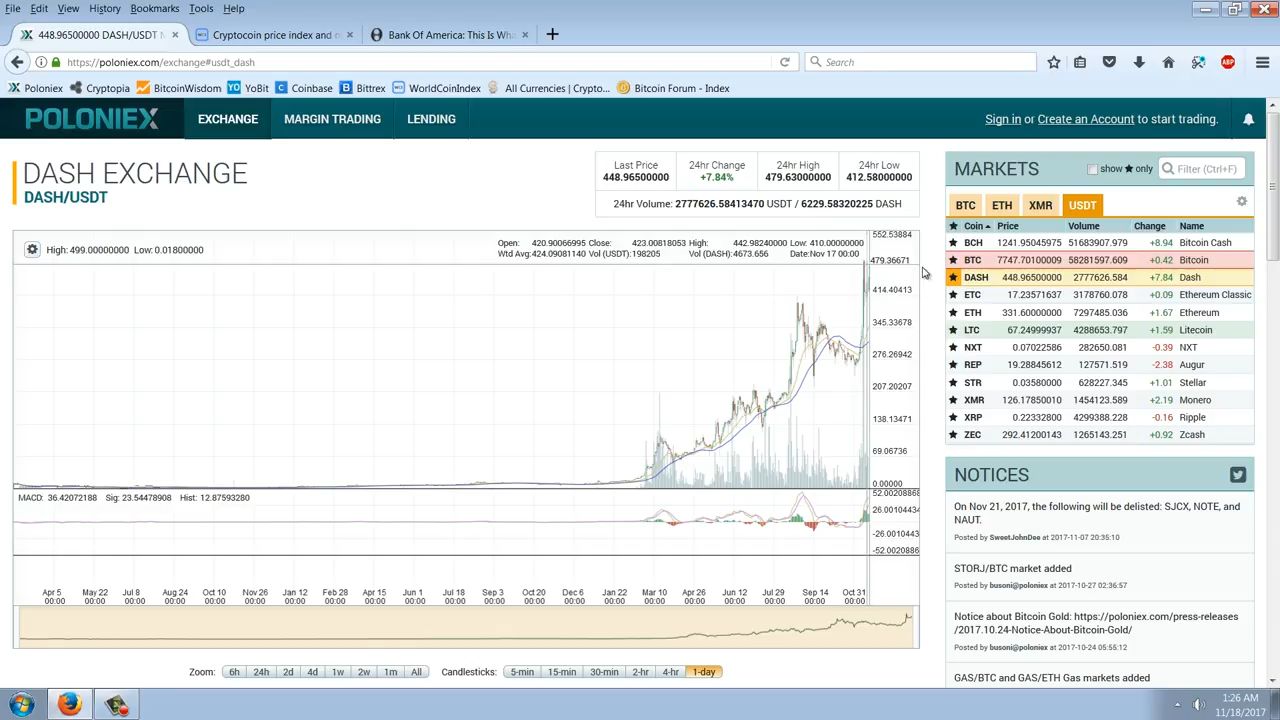 File Edit View History Bookmarks Tools Help
448.96500000 DASH/USDT M × Cryptocoin price index and m × Bank Of America: This Is Wha × +
https://poloniex.com/exchange#usdt_dash Search
Poloniex Cryptopia BitcoinWisdom YoBit Coinbase Bittrex WorldCoinIndex All Currencies | Crypto... Bitcoin Forum - Index
POLONIEX EXCHANGE MARGIN TRADING LENDING Sign in or Create an Account to start trading.
DASH EXCHANGE
DASH/USDT
Last Price 24hr Change 24hr High 24hr Low
448.96500000 +7.84% 479.63000000 412.58000000
24hr Volume: 2777626.58413470 USDT / 6229.58320225 DASH
High: 499.00000000 Low: 0.01800000
Open: 420.90066995 Close: 423.00818053 High: 442.98240000 Low: 410.00000000
Wtd Avg:424.09081140 Vol (USDT):198205 Vol (DASH):4673.656 Date:Nov 17 00:00
552.53884
479.36671
414.40413
345.33678
276.26942
207.20207
138.13471
69.06736
0.00000
MACD: 36.42072188 Sig: 23.54478908 Hist: 12.87593280
52.0020886
26.0010443
-26.0010443
-52.0020886
Apr 5 May 22 Jul 8 Aug 24 Oct 10 Nov 26 Jan 12 Feb 28 Apr 15 Jun 1 Jul 18 Sep 3 Oct 20 Dec 6 Jan 22 Mar 10 Apr 26 Jun 12 Jul 29 Sep 14 Oct 31
00:00 00:00 00:00 00:00 00:00 00:00 00:00 00:00 00:00 00:00 00:00 00:00 00:00 00:00 00:00 00:00 00:00 00:00 00:00 00:00 00:00
Zoom: 6h 24h 2d 4d 1w 2w 1m All Candlesticks: 5-min 15-min 30-min 2-hr 4-hr 1-day
MARKETS show ★ only Filter (Ctrl+F)
BTC ETH XMR USDT
★ Coin Price Volume Change Name
★ BCH 1241.95045975 51683907.979 +8.94 Bitcoin Cash
★ BTC 7747.70100009 58281597.609 +0.42 Bitcoin
★ DASH 448.96500000 2777626.584 +7.84 Dash
★ ETC 17.23571637 3178760.078 +0.09 Ethereum Classic
★ ETH 331.60000000 7297485.036 +1.67 Ethereum
★ LTC 67.24999937 4288653.797 +1.59 Litecoin
★ NXT 0.07022586 282650.081 -0.39 NXT
★ REP 19.28845612 127571.519 -2.38 Augur
★ STR 0.03580000 628227.345 +1.01 Stellar
★ XMR 126.17850010 1454123.589 +2.19 Monero
★ XRP 0.22332800 4299388.228 -0.16 Ripple
★ ZEC 292.41200143 1265143.251 +0.92 Zcash
NOTICES
On Nov 21, 2017, the following will be delisted: SJCX, NOTE, and
NAUT.
Posted by SweetJohnDee at 2017-11-07 20:35:10
STORJ/BTC market added
Posted by busoni@poloniex at 2017-10-27 02:36:57
Notice about Bitcoin Gold: https://poloniex.com/press-releases
/2017.10.24-Notice-About-Bitcoin-Gold/
Posted by busoni@poloniex at 2017-10-24 05:55:12
GAS/BTC and GAS/ETH Gas markets added
1:26 AM
11/18/2017